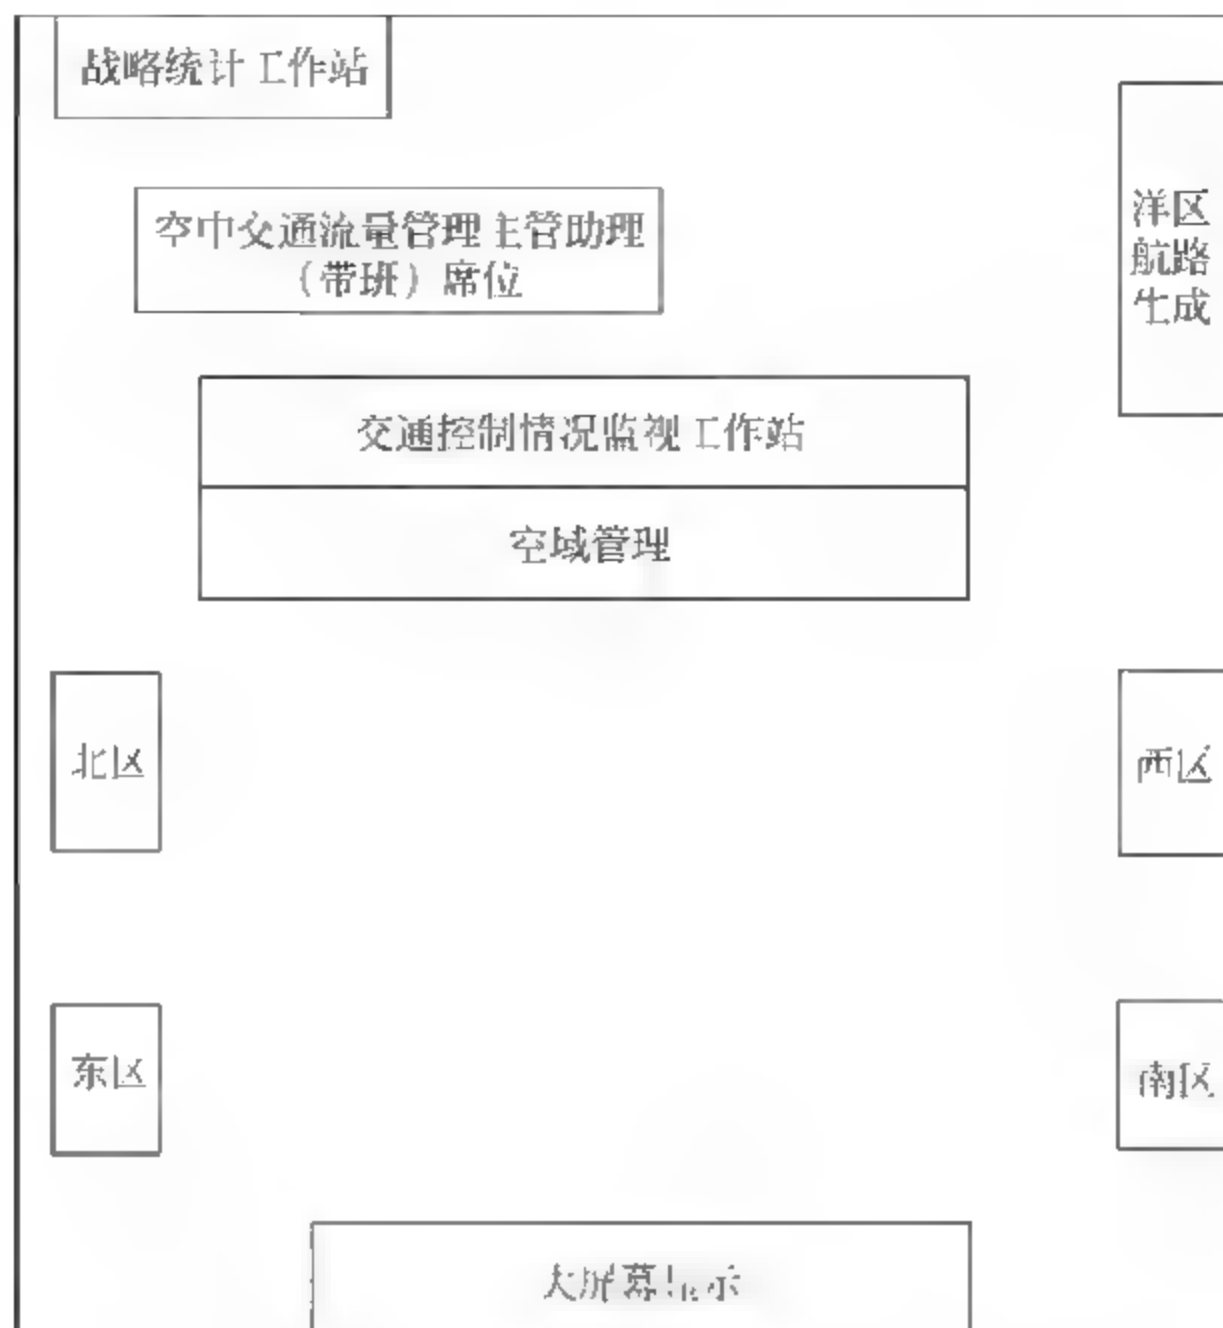 战略统计工作站
空中交通流量管理主管助理
（带班）席位
洋区
航路
生成
交通控制情况监视工作站
空域管理
北区
西区
东区
南区
大屏幕显示